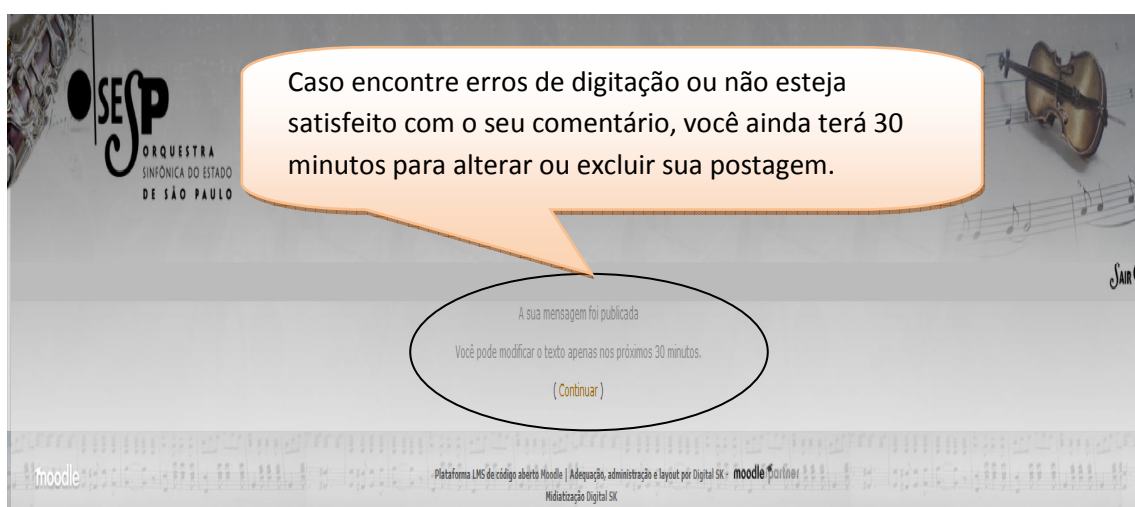 OSESP
ORQUESTRA
SINFÔNICA DO ESTADO
DE SÃO PAULO
Caso encontre erros de digitação ou não esteja
satisfeito com o seu comentário, você ainda terá 30
minutos para alterar ou excluir sua postagem.
SAIR
A sua mensagem foi publicada
Você pode modificar o texto apenas nos próximos 30 minutos.
( Continuar )
moodle
Plataforma LMS de código aberto Moodle | Adequação, administração e layout por Digital SK - moodle partner
Midiatização Digital SK